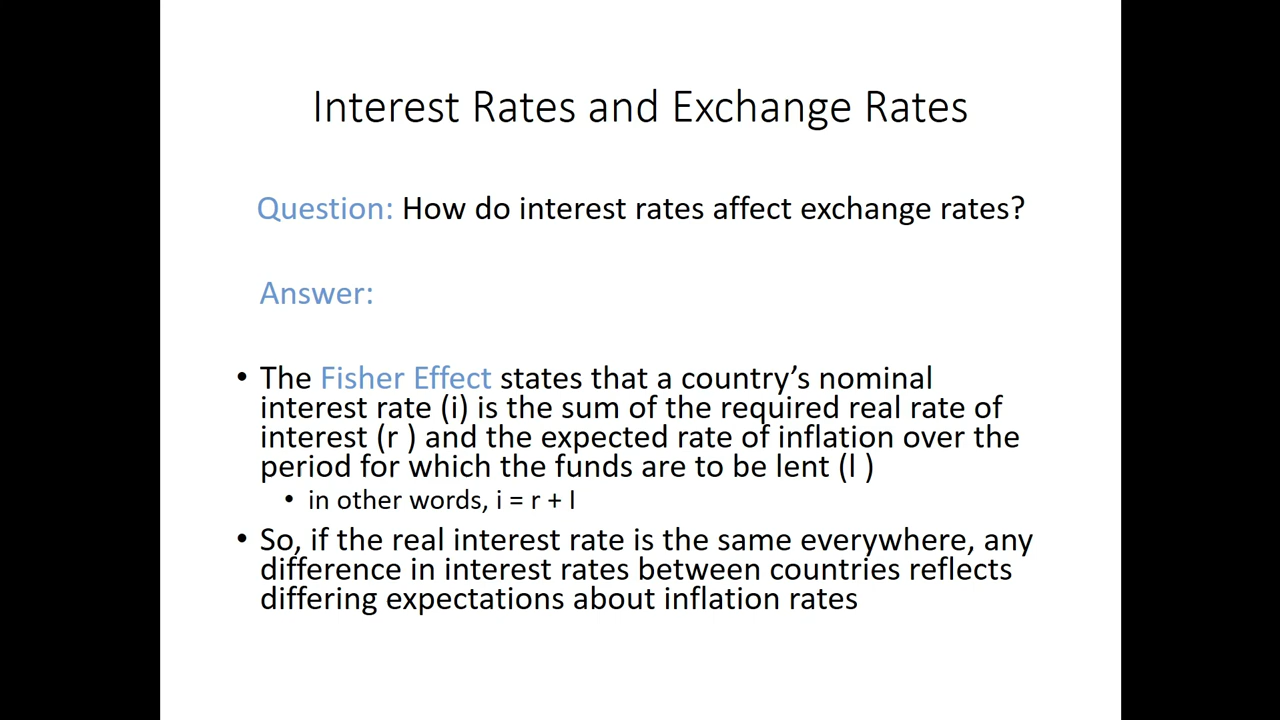 Interest Rates and Exchange Rates
Question: How do interest rates affect exchange rates?
Answer:
• The Fisher Effect states that a country’s nominal
interest rate (i) is the sum of the required real rate of
interest (r ) and the expected rate of inflation over the
period for which the funds are to be lent (l )
• in other words, i = r + l
• So, if the real interest rate is the same everywhere, any
difference in interest rates between countries reflects
differing expectations about inflation rates